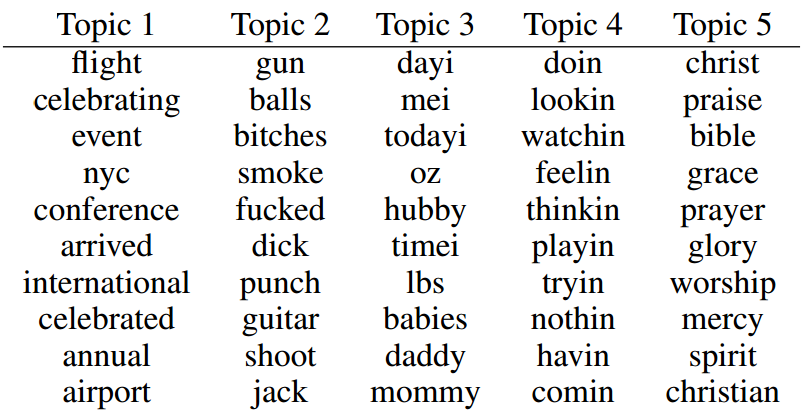 Topic 1 Topic 2 Topic 3 Topic 4 Topic 5
flight gun dayi doin christ
celebrating balls mei lookin praise
event bitches todayi watchin bible
nyc smoke oz feelin grace
conference fucked hubby thinkin prayer
arrived dick timei playin glory
international punch lbs tryin worship
celebrated guitar babies nothin mercy
annual shoot daddy havin spirit
airport jack mommy comin christian